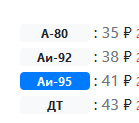 А-80 : 35 ₽
Аи-92 : 38 ₽
Аи-95 : 41 ₽
ДТ : 43 ₽